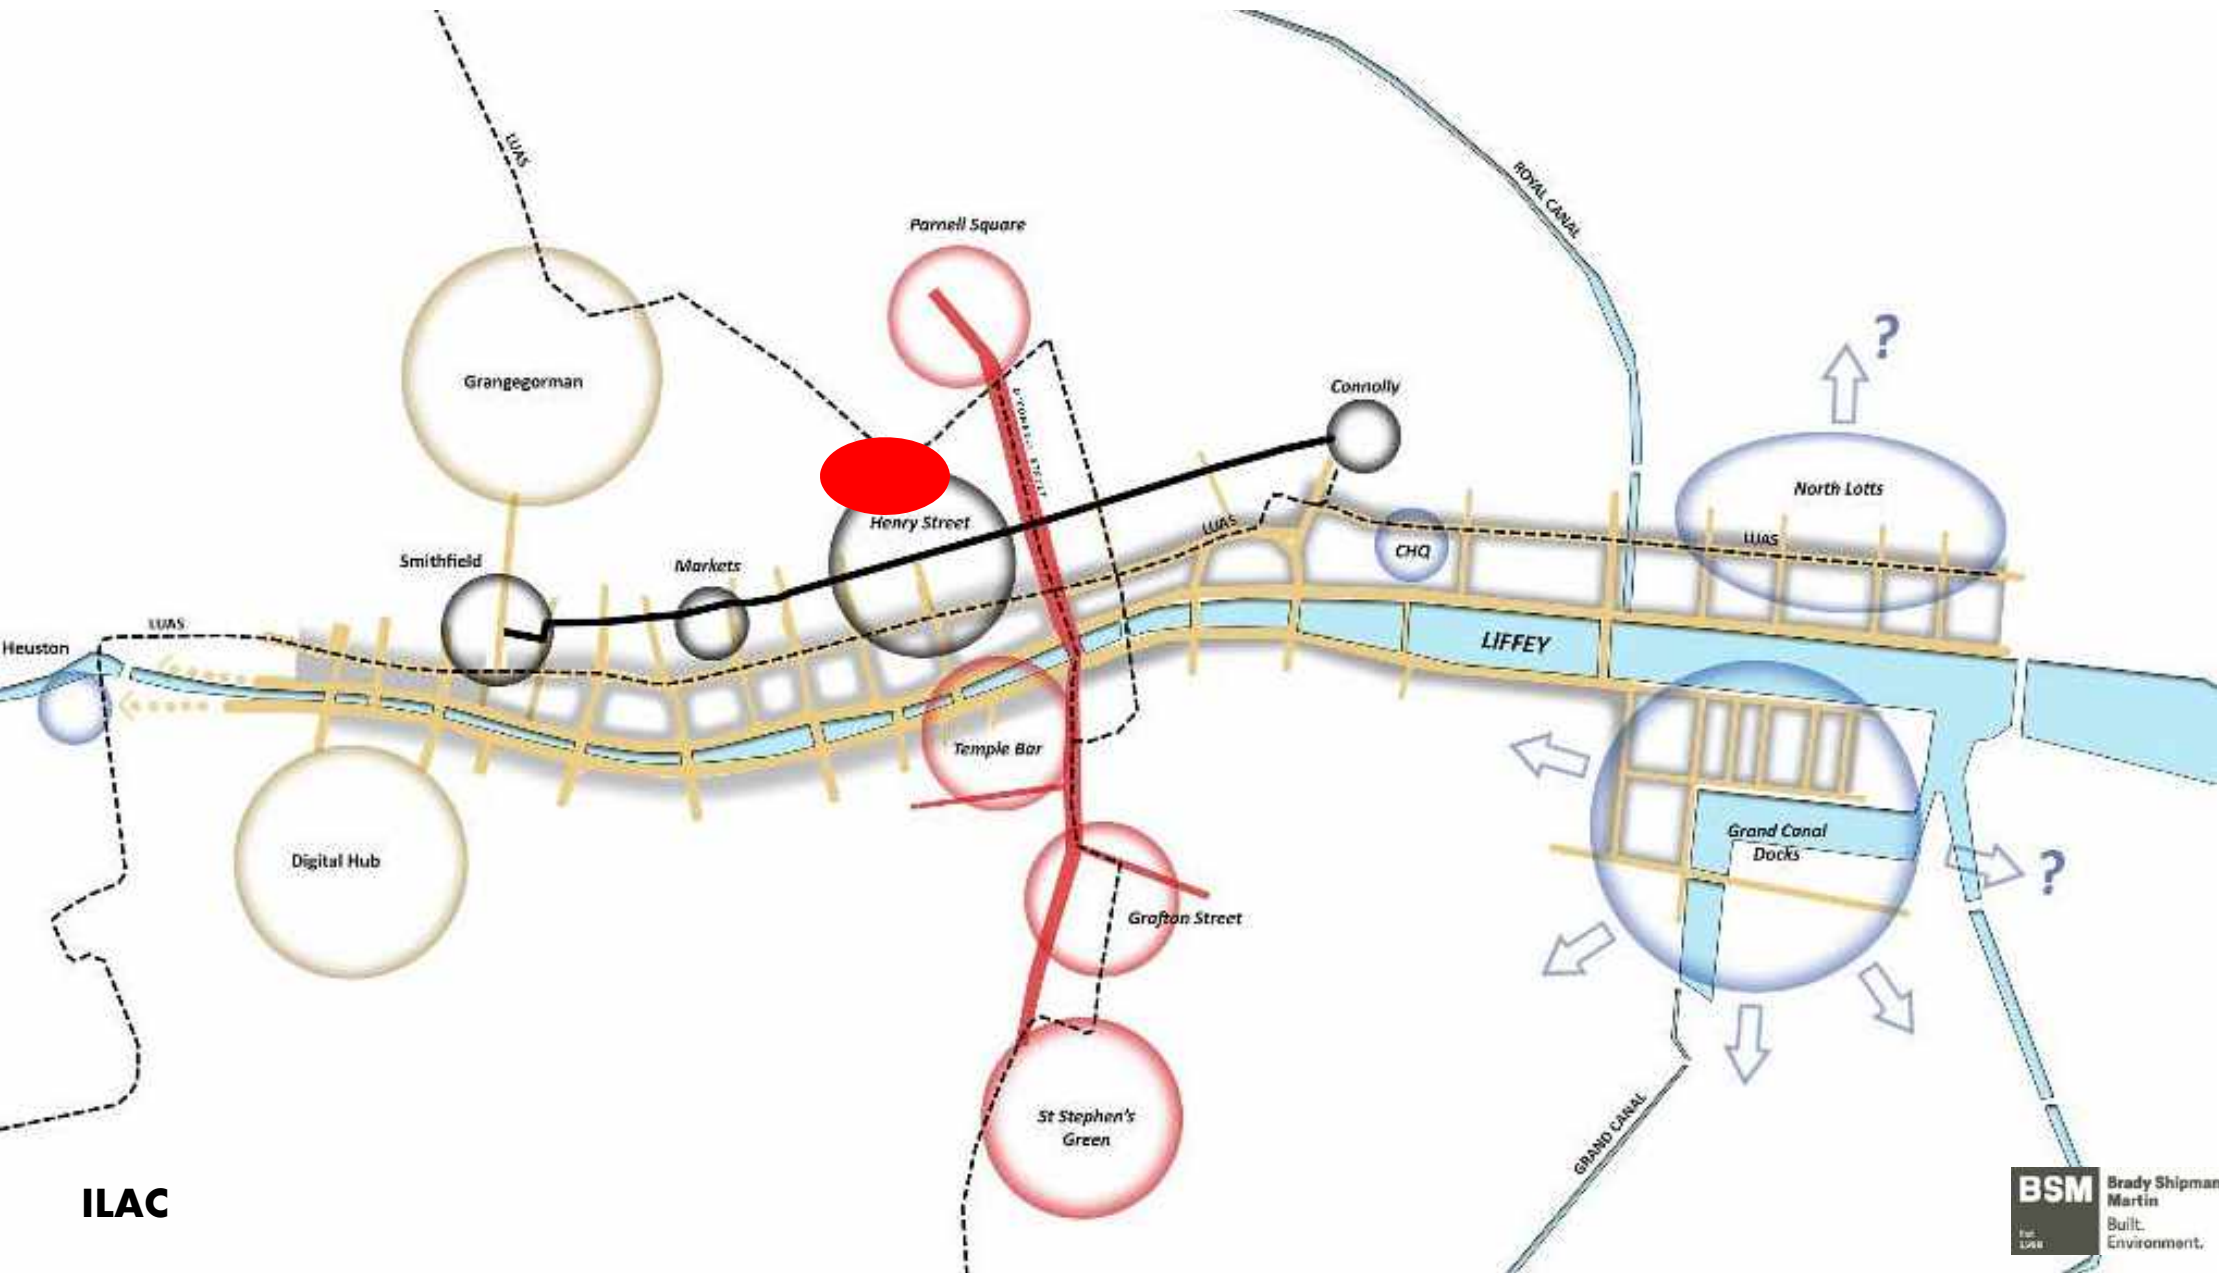 LUAS
ROYAL CANAL
Parnell Square
?
Grangegorman
Connolly
North Lotts
Henry Street
LUAS
LUAS
CHQ
Smithfield
Markets
LUAS
Heuston
LIFFEY
Temple Bar
Grand Canal
Docks
Digital Hub
?
Grafton Street
St Stephen's
Green
GRAND CANAL
ILAC
BSM
Brady Shipman
Martin
Built.
Environment.